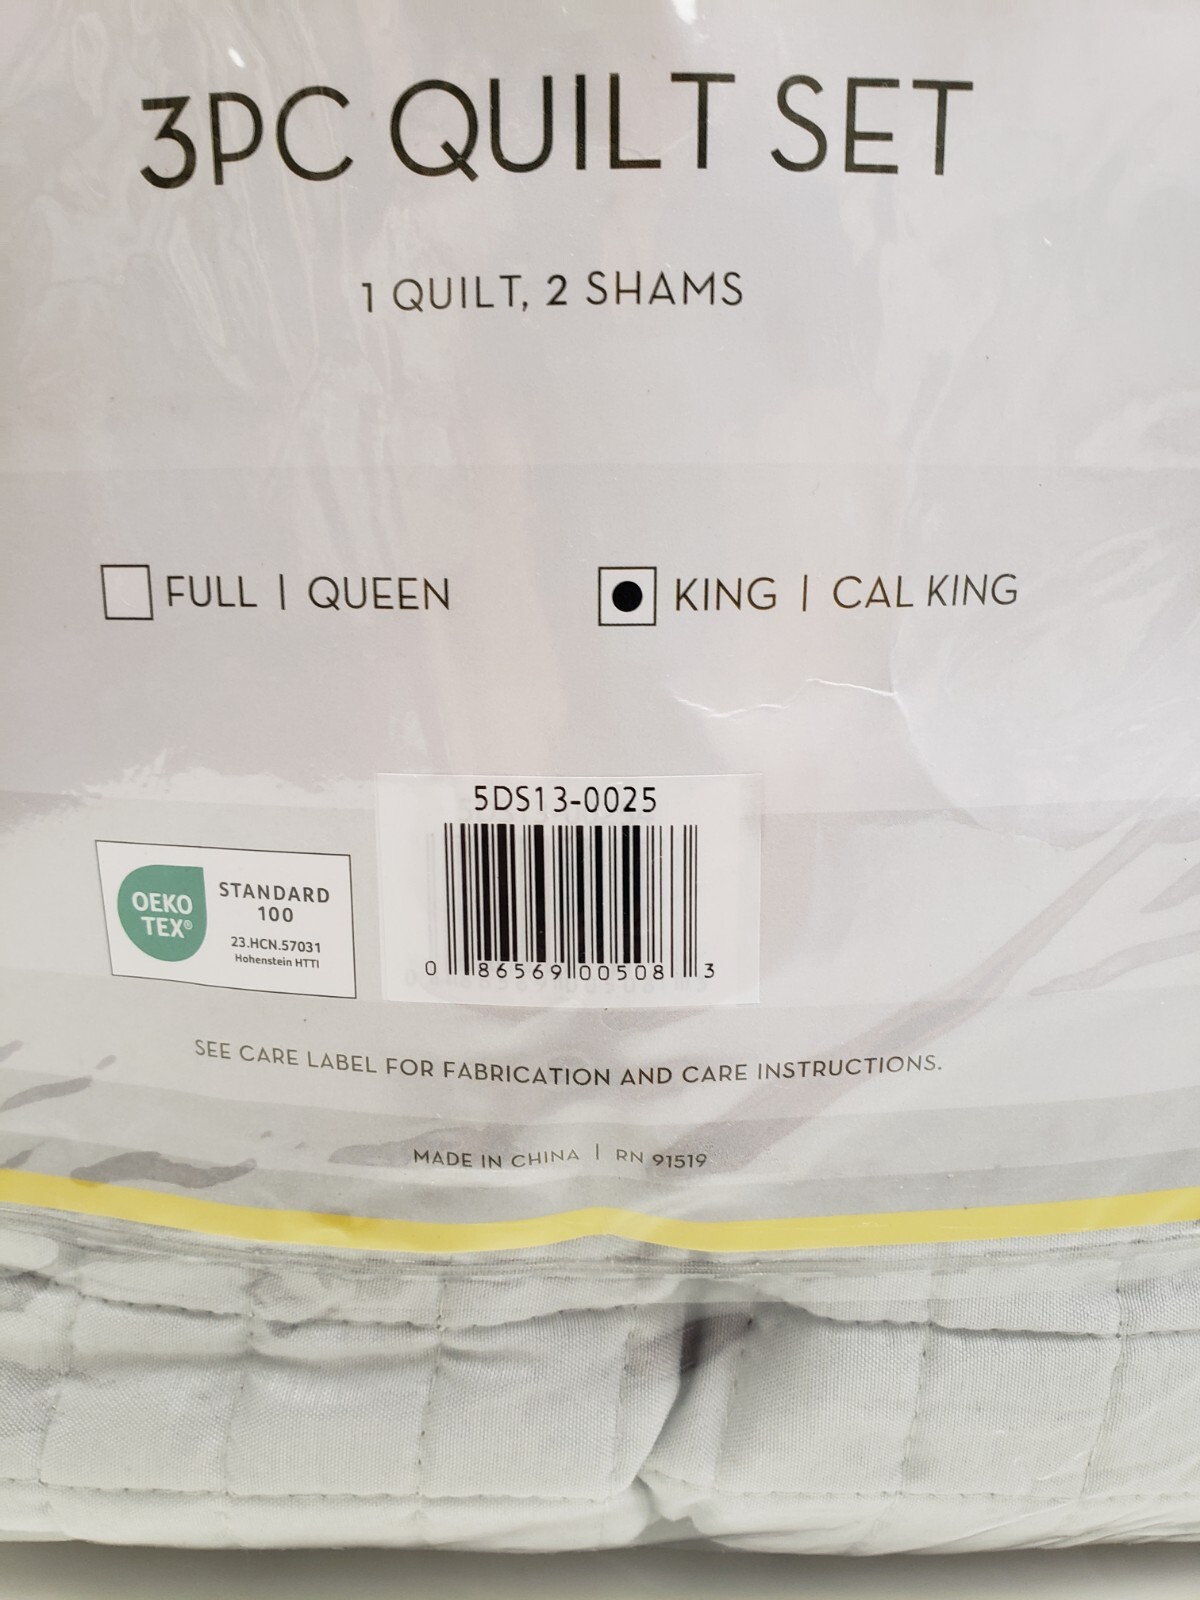 3PC QUILT SET
1 QUILT, 2 SHAMS
FULL | QUEEN
KING | CAL KING
5DS13-0025
0 86569 00508 3
OEKO
TEX®
STANDARD
100
23.HCN.57031
Hohenstein HTTI
SEE CARE LABEL FOR FABRICATION AND CARE INSTRUCTIONS.
MADE IN CHINA | RN 91519